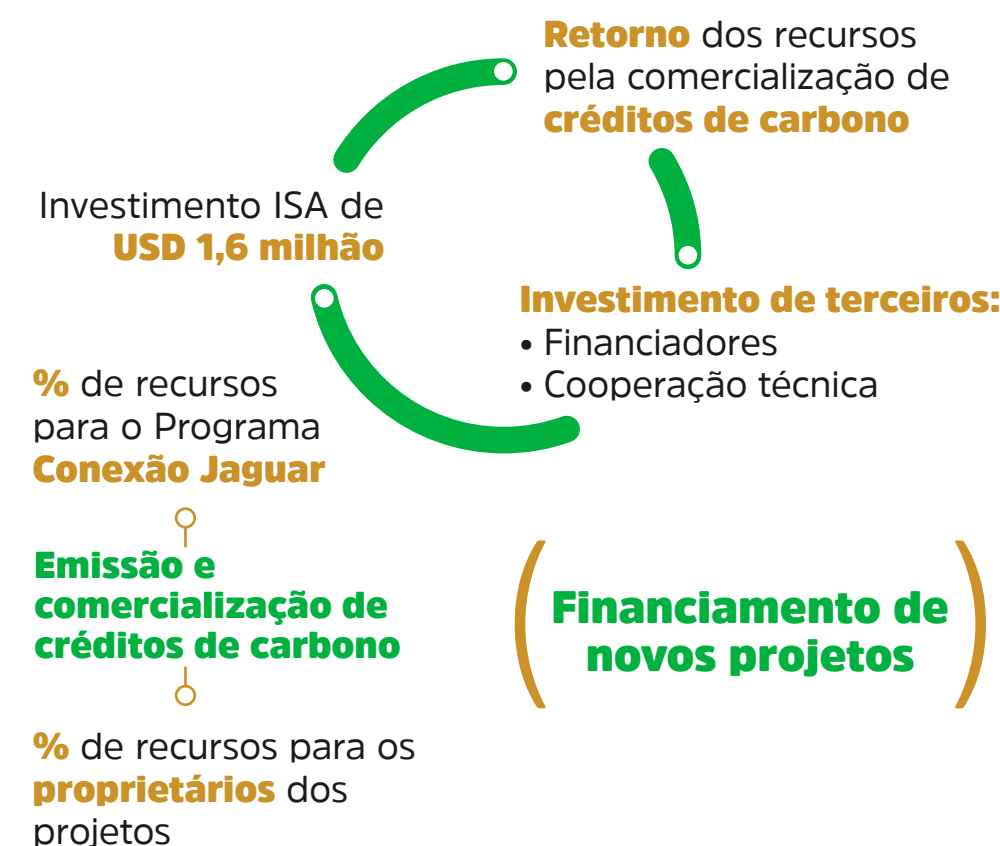 Retorno dos recursos
pela comercialização de
créditos de carbono
Investimento ISA de
USD 1,6 milhão
Investimento de terceiros:
• Financiadores
• Cooperação técnica
% de recursos
para o Programa
Conexão Jaguar
Emissão e
comercialização de
créditos de carbono
% de recursos para os
proprietários dos
projetos
Financiamento de
novos projetos